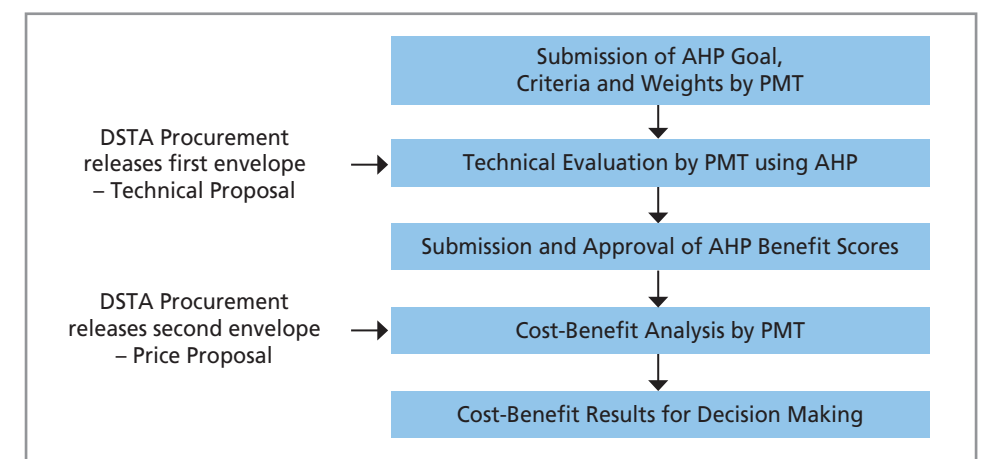 Submission of AHP Goal,
Criteria and Weights by PMT
DSTA Procurement
releases first envelope
– Technical Proposal
Technical Evaluation by PMT using AHP
Submission and Approval of AHP Benefit Scores
DSTA Procurement
releases second envelope
– Price Proposal
Cost-Benefit Analysis by PMT
Cost-Benefit Results for Decision Making